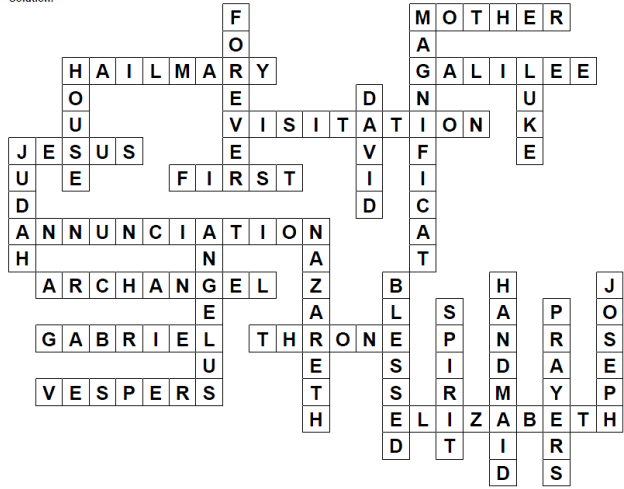 Solution:
FOREVER
MOTHER
MAGNIFICAT
HAILMARY
HOUSE
GALILEE
LUKE
DAVID
VISITATION
JESUS
JUDAH
FIRST
ANNUNCIATION
ANGELUS
NAZARETH
ARCHANGEL
BLESSED
HANDMAID
JOSEPH
SPIRIT
PRAYERS
GABRIEL
THRONE
VESPERS
ELIZABETH